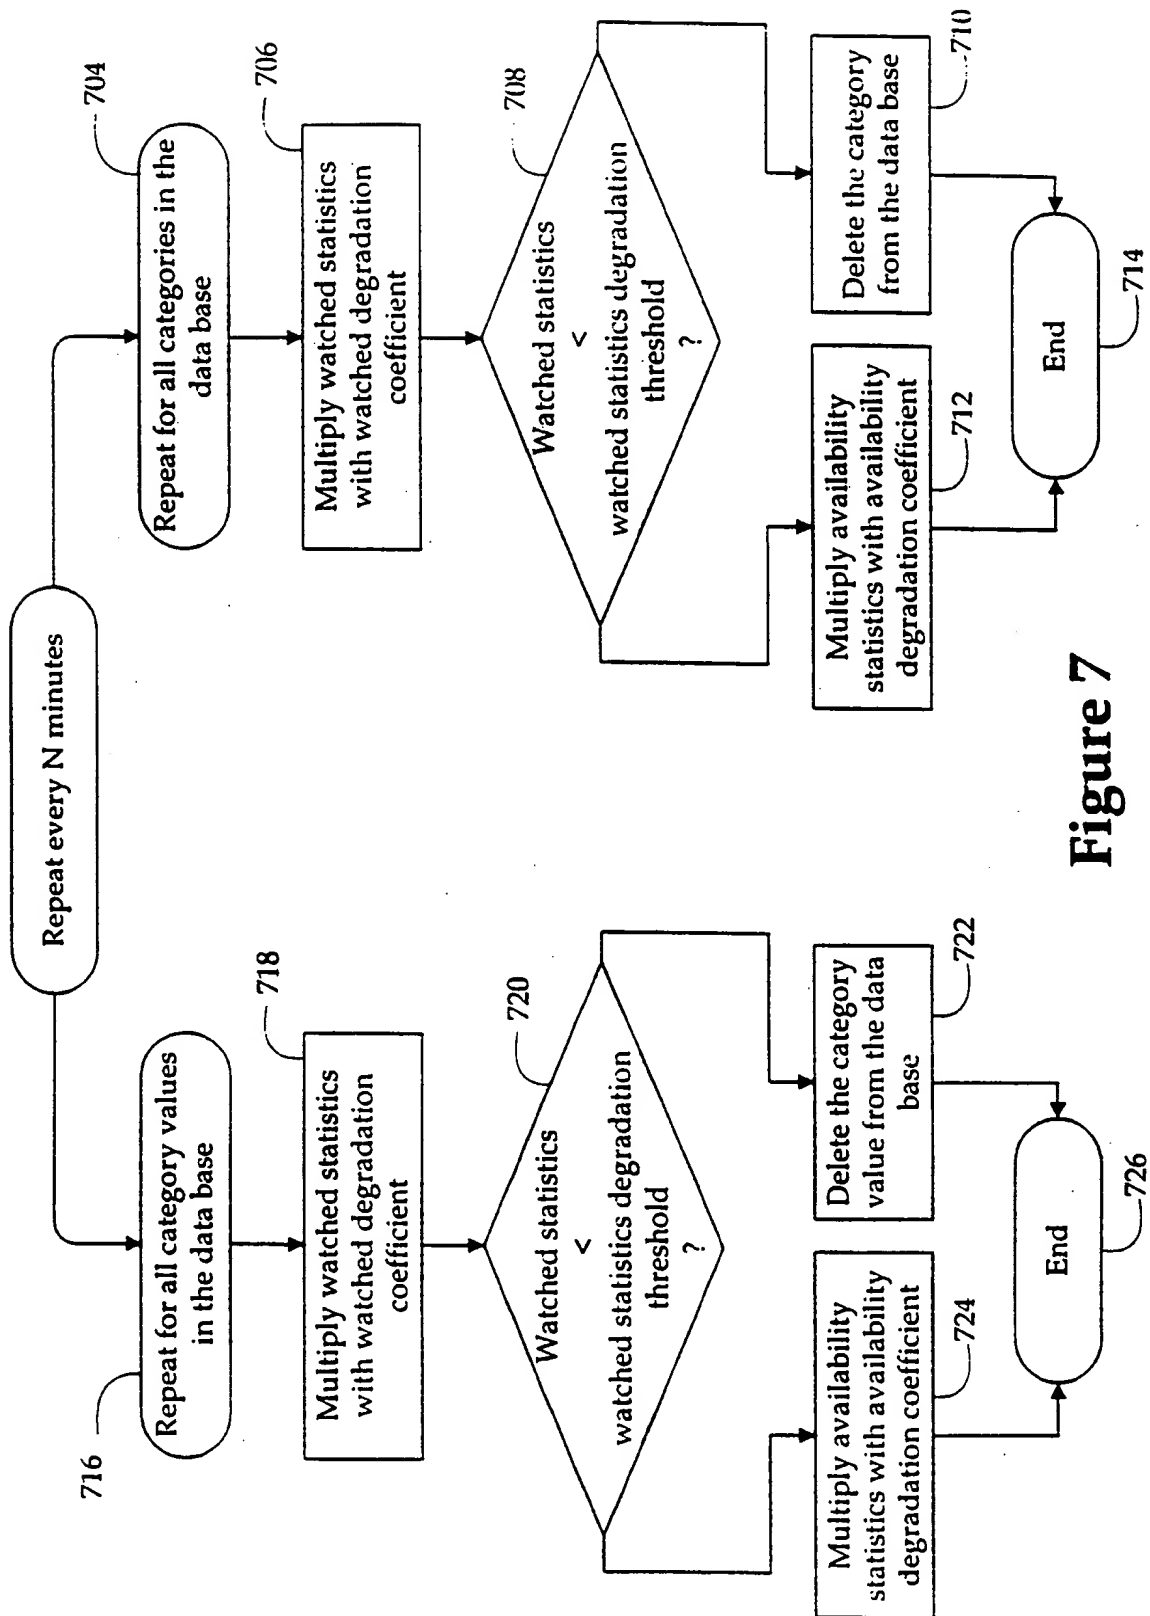 Repeat every N minutes
716
Repeat for all category values
in the data base
718
Multiply watched statistics
with watched degradation
coefficient
720
Watched statistics
<
watched statistics degradation
threshold
?
Multiply availability
statistics with availability
degradation coefficient
724
Delete the category
value from the data
base
722
End
726
704
Repeat for all categories in the
data base
706
Multiply watched statistics
with watched degradation
coefficient
708
Watched statistics
<
watched statistics degradation
threshold
?
Multiply availability
statistics with availability
degradation coefficient
712
Delete the category
from the data base
710
End
714
Figure 7